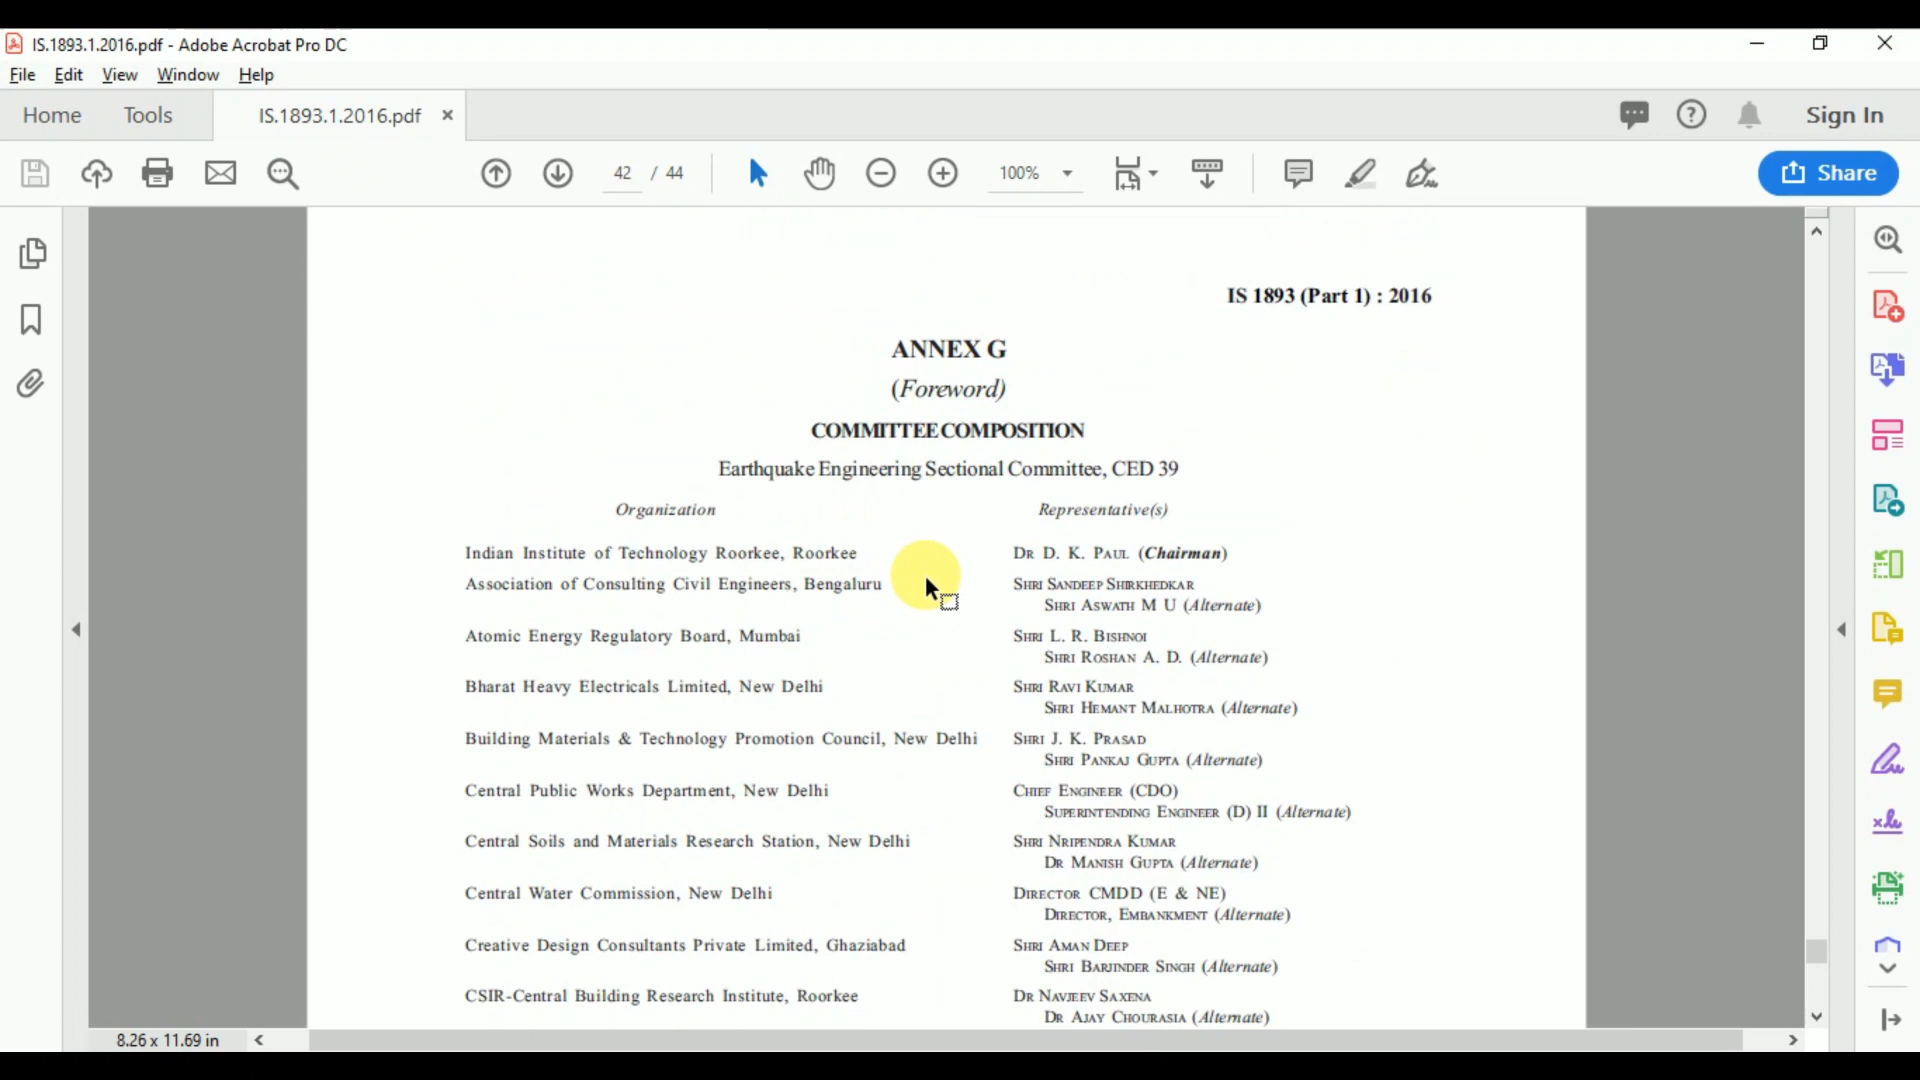 IS.1893.1.2016.pdf - Adobe Acrobat Pro DC
File Edit View Window Help
Home Tools IS.1893.1.2016.pdf × Sign In
42 / 44 100% Share
IS 1893 (Part 1) : 2016
ANNEX G
(Foreword)
COMMITTEE COMPOSITION
Earthquake Engineering Sectional Committee, CED 39
Organization Representative(s)
Indian Institute of Technology Roorkee, Roorkee DR D. K. PAUL (Chairman)
Association of Consulting Civil Engineers, Bengaluru SHRI SANDEEP SHIRKHEDKAR
SHRI ASWATH M U (Alternate)
Atomic Energy Regulatory Board, Mumbai SHRI L. R. BISHNOI
SHRI ROSHAN A. D. (Alternate)
Bharat Heavy Electricals Limited, New Delhi SHRI RAVI KUMAR
SHRI HEMANT MALHOTRA (Alternate)
Building Materials & Technology Promotion Council, New Delhi SHRI J. K. PRASAD
SHRI PANKAJ GUPTA (Alternate)
Central Public Works Department, New Delhi CHIEF ENGINEER (CDO)
SUPERINTENDING ENGINEER (D) II (Alternate)
Central Soils and Materials Research Station, New Delhi SHRI NRIPENDRA KUMAR
DR MANISH GUPTA (Alternate)
Central Water Commission, New Delhi DIRECTOR CMDD (E & NE)
DIRECTOR, EMBANKMENT (Alternate)
Creative Design Consultants Private Limited, Ghaziabad SHRI AMAN DEEP
SHRI BARJINDER SINGH (Alternate)
CSIR-Central Building Research Institute, Roorkee DR NAVJEEV SAXENA
DR AJAY CHOURASIA (Alternate)
8.26 x 11.69 in